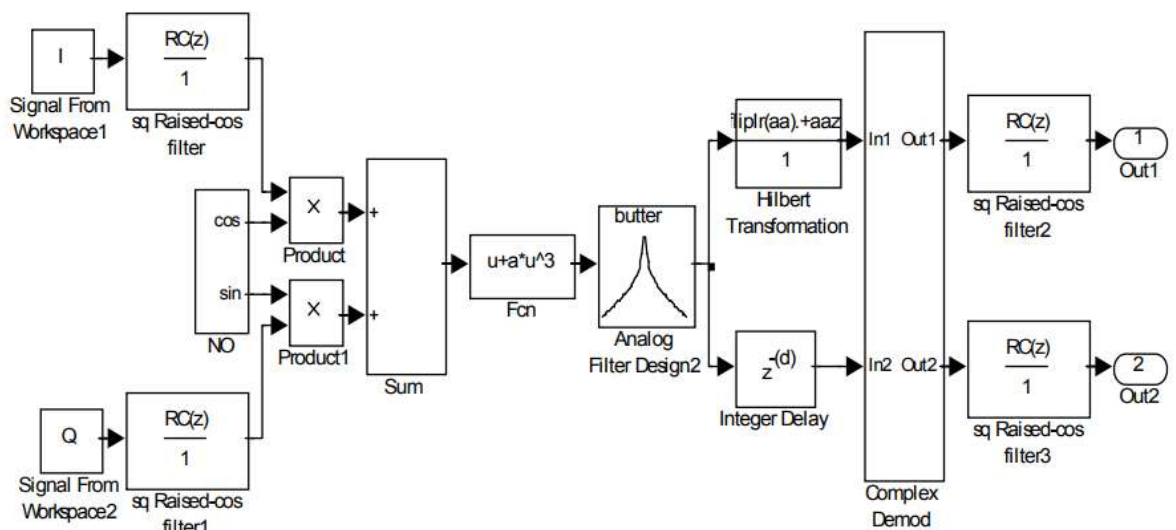 I
Signal From
Workspace1
RC(z)
1
sq Raised-cos
filter
cos
sin
NO
X
Product
X
Product1
Q
Signal From
Workspace2
RC(z)
1
sq Raised-cos
filter1
+
+
Sum
u+a*u^3
Fcn
butter
Analog
Filter Design2
fliplr(aa).+aaz
1
Hilbert
Transformation
z-(d)
Integer Delay
In1 Out1
In2 Out2
Complex
Demod
RC(z)
1
sq Raised-cos
filter2
1
Out1
RC(z)
1
sq Raised-cos
filter3
2
Out2